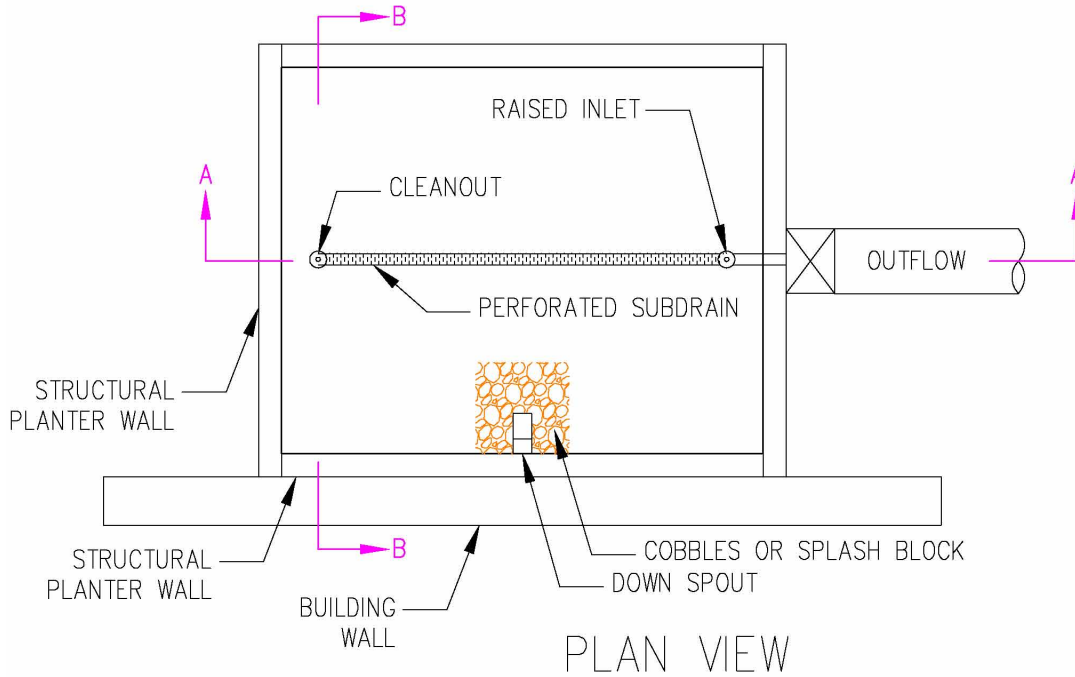 B
RAISED INLET
A
A
CLEANOUT
OUTFLOW
PERFORATED SUBDRAIN
STRUCTURAL
PLANTER WALL
STRUCTURAL
PLANTER WALL
B
COBBLES OR SPLASH BLOCK
DOWN SPOUT
BUILDING
WALL
PLAN VIEW